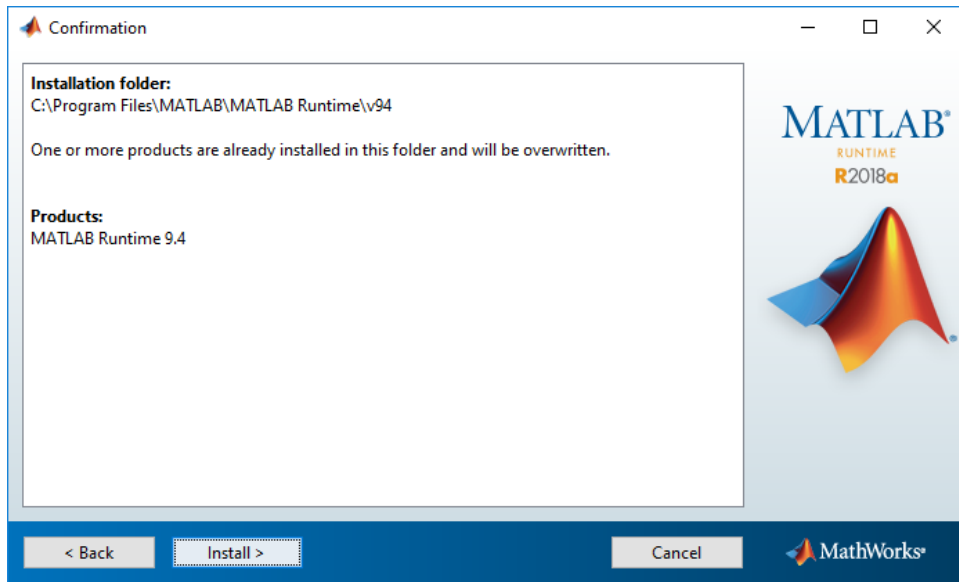 Confirmation
Installation folder:
C:\Program Files\MATLAB\MATLAB Runtime\v94
One or more products are already installed in this folder and will be overwritten.
Products:
MATLAB Runtime 9.4
MATLAB®
RUNTIME
R2018a
®
< Back
Install >
Cancel
MathWorks®